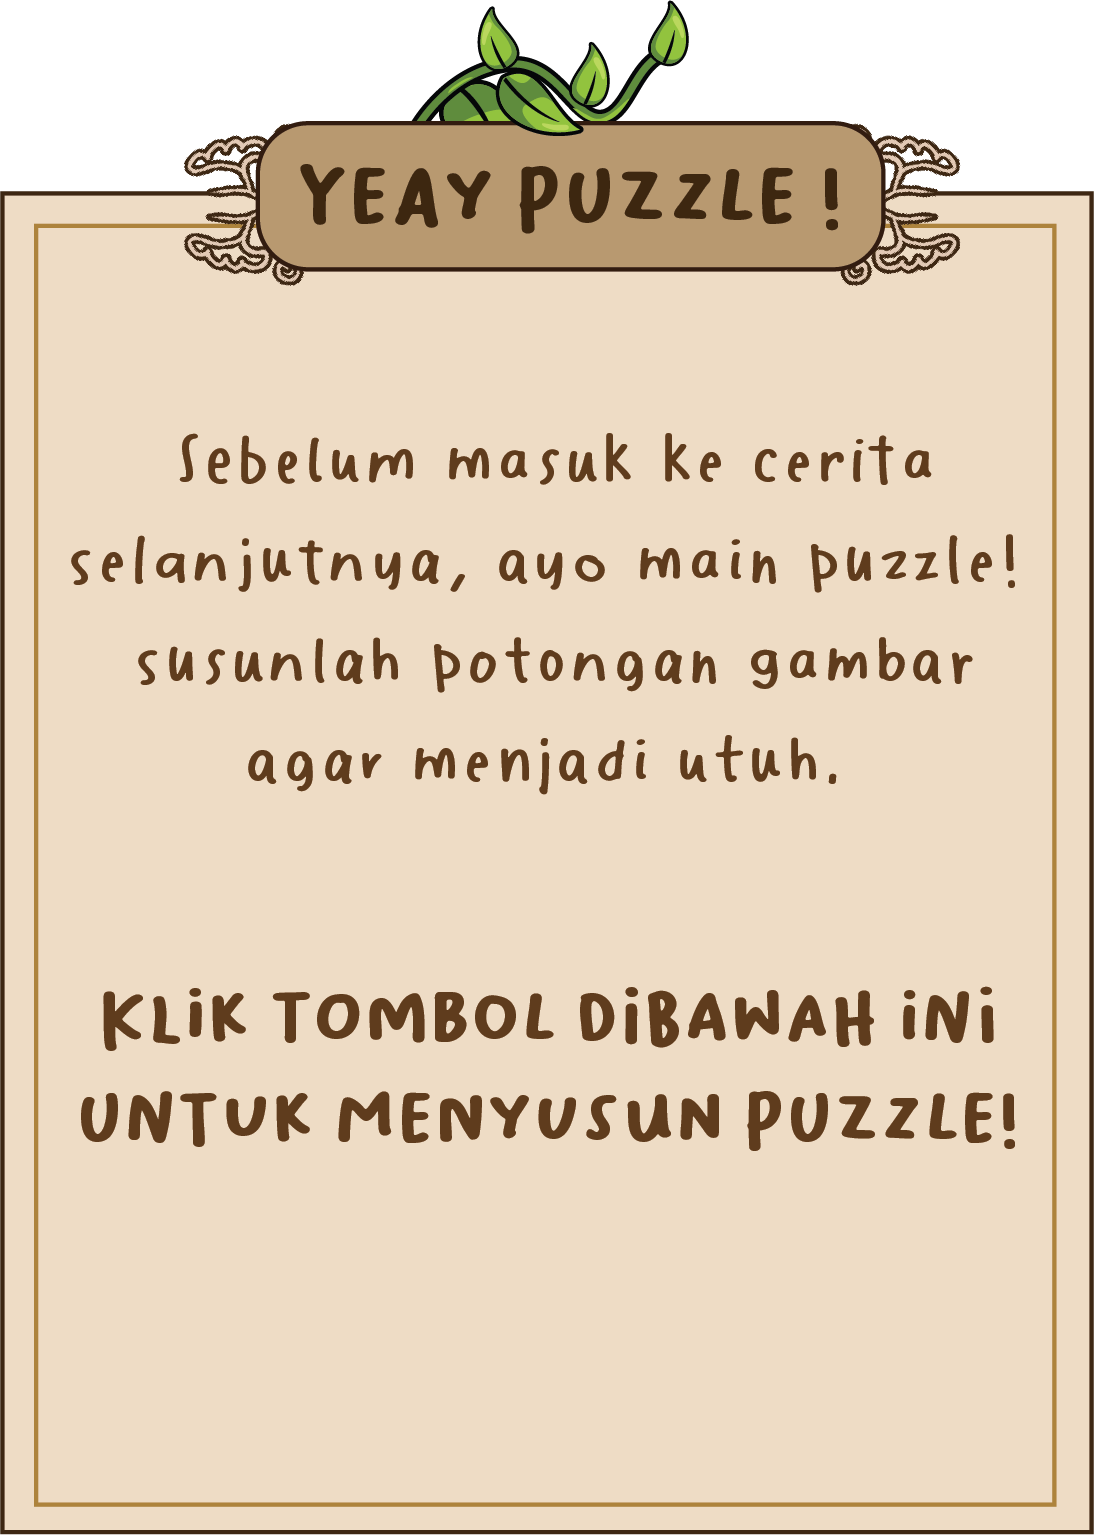 YEAY PUZZLE !
Sebelum masuk ke cerita
selanjutnya, ayo main puzzle!
susunlah potongan gambar
agar menjadi utuh.
KLiK TOMBOL DiBAWAH iNi
UNTUK MENYUSUN PUZZLE!